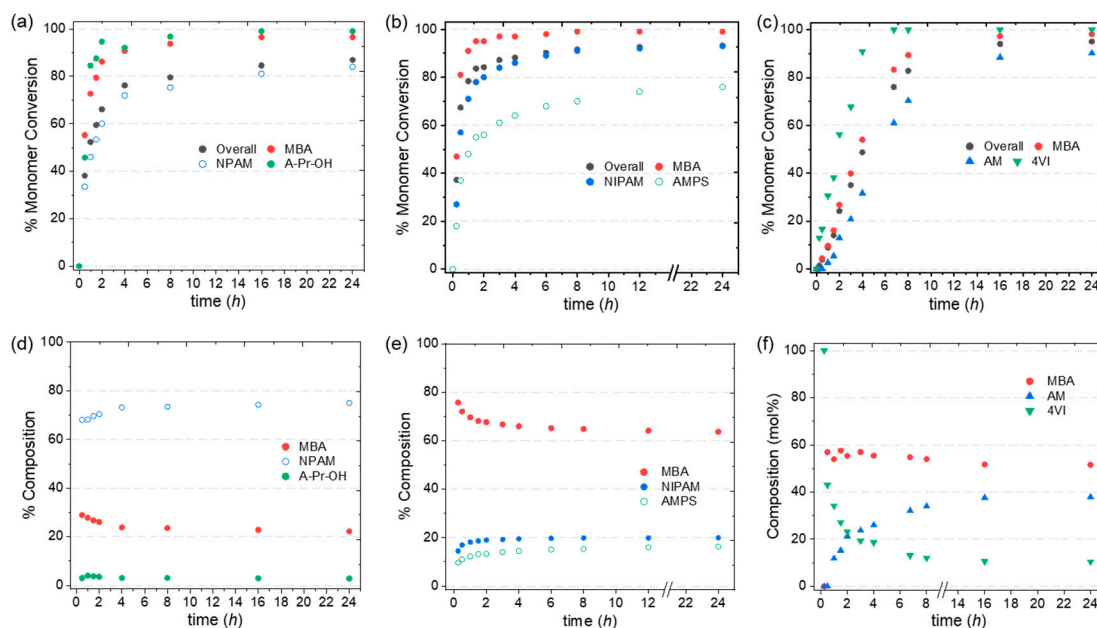 (a)
100
80
60
40
20
0
% Monomer Conversion
Overall MBA
NPAM A-Pr-OH
0 2 4 6 8 10 12 14 16 18 20 22 24
time (h)
(b)
100
80
60
40
20
0
% Monomer Conversion
Overall MBA
NIPAM AMPS
0 2 4 6 8 10 12 22 24
time (h)
(c)
100
80
60
40
20
0
% Monomer Conversion
Overall MBA
AM 4VI
0 2 4 6 8 10 12 14 16 18 20 22 24
time (h)
(d)
100
80
60
40
20
0
% Composition
MBA
NPAM
A-Pr-OH
0 2 4 6 8 10 12 14 16 18 20 22 24
time (h)
(e)
100
80
60
40
20
0
% Composition
MBA
NIPAM
AMPS
0 2 4 6 8 10 12 22 24
time (h)
(f)
100
80
60
40
20
0
Composition (mol%)
MBA
AM
4VI
0 2 4 6 8 14 16 18 20 22 24
time (h)